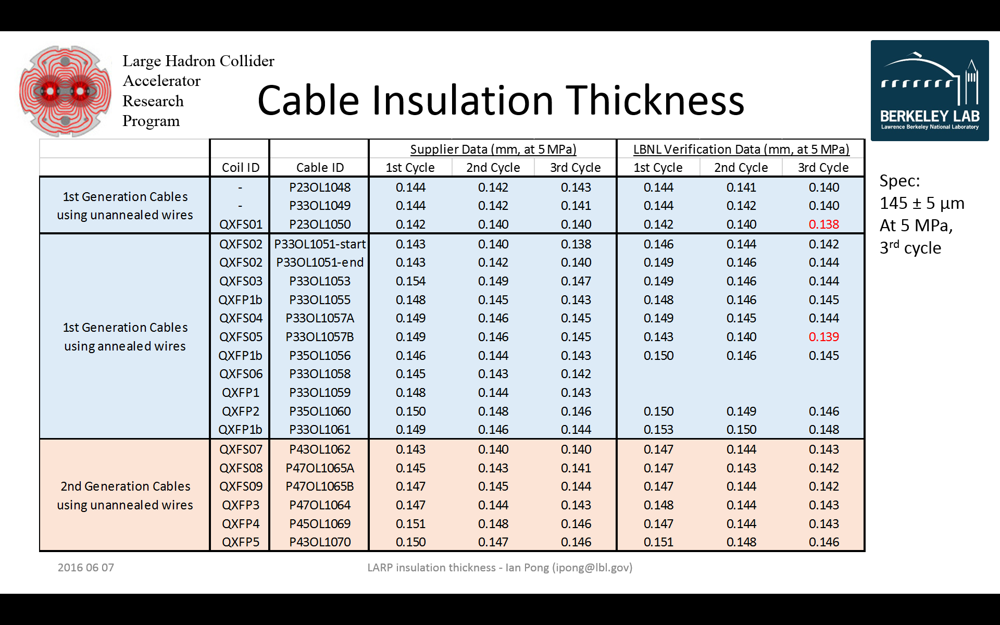 Large Hadron Collider
Accelerator
Research
Program
Cable Insulation Thickness
BERKELEY LAB
Lawrence Berkeley National Laboratory
Supplier Data (mm, at 5 MPa) LBNL Verification Data (mm, at 5 MPa)
Coil ID Cable ID 1st Cycle 2nd Cycle 3rd Cycle 1st Cycle 2nd Cycle 3rd Cycle
1st Generation Cables
using unannealed wires
- P23OL1048 0.144 0.142 0.143 0.144 0.141 0.140
- P33OL1049 0.144 0.142 0.141 0.144 0.142 0.140
QXFS01 P23OL1050 0.142 0.140 0.140 0.142 0.140 0.138
1st Generation Cables
using annealed wires
QXFS02 P33OL1051-start 0.143 0.140 0.138 0.146 0.144 0.142
QXFS02 P33OL1051-end 0.143 0.142 0.140 0.149 0.146 0.144
QXFS03 P33OL1053 0.154 0.149 0.147 0.149 0.146 0.144
QXFP1b P33OL1055 0.148 0.145 0.143 0.148 0.146 0.145
QXFS04 P33OL1057A 0.149 0.146 0.145 0.149 0.145 0.144
QXFS05 P33OL1057B 0.149 0.146 0.145 0.143 0.140 0.139
QXFP1b P35OL1056 0.146 0.144 0.143 0.150 0.146 0.145
QXFS06 P33OL1058 0.145 0.143 0.142
QXFP1 P33OL1059 0.148 0.144 0.143
QXFP2 P35OL1060 0.150 0.148 0.146 0.150 0.149 0.146
QXFP1b P33OL1061 0.149 0.146 0.144 0.153 0.150 0.148
2nd Generation Cables
using unannealed wires
QXFS07 P43OL1062 0.143 0.140 0.140 0.147 0.144 0.143
QXFS08 P47OL1065A 0.145 0.143 0.141 0.147 0.143 0.142
QXFS09 P47OL1065B 0.147 0.145 0.144 0.147 0.144 0.142
QXFP3 P47OL1064 0.147 0.144 0.143 0.148 0.144 0.143
QXFP4 P45OL1069 0.151 0.148 0.146 0.147 0.144 0.143
QXFP5 P43OL1070 0.150 0.147 0.146 0.151 0.148 0.146
Spec:
145 ± 5 µm
At 5 MPa,
3rd cycle
2016 06 07
LARP insulation thickness - Ian Pong (ipong@lbl.gov)